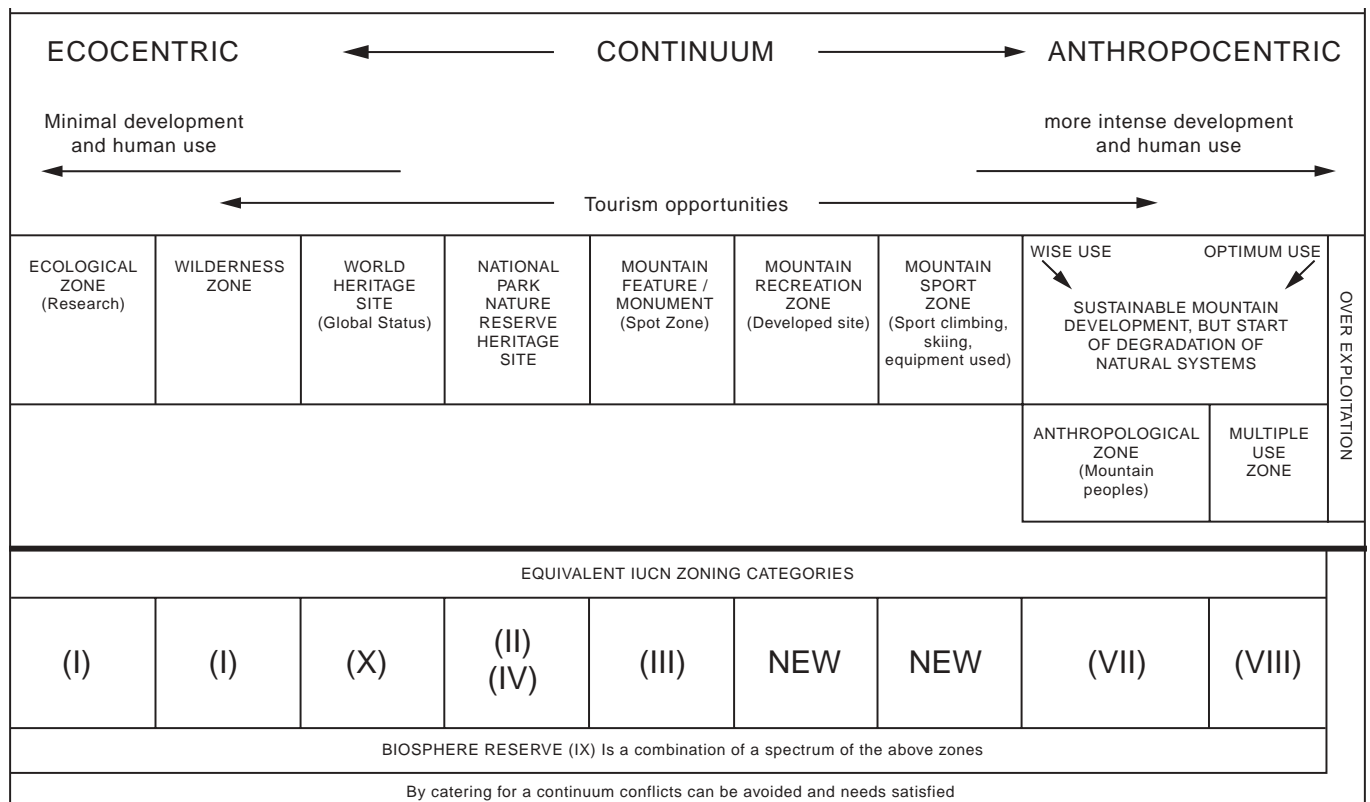 ECOCENTRIC CONTINUUM ANTHROPOCENTRIC
Minimal development
and human use
more intense development
and human use
Tourism opportunities
ECOLOGICAL
ZONE
(Research)
WILDERNESS
ZONE
WORLD
HERITAGE
SITE
(Global Status)
NATIONAL
PARK
NATURE
RESERVE
HERITAGE
SITE
MOUNTAIN
FEATURE /
MONUMENT
(Spot Zone)
MOUNTAIN
RECREATION
ZONE
(Developed site)
MOUNTAIN
SPORT
ZONE
(Sport climbing,
skiing,
equipment used)
WISE USE OPTIMUM USE
SUSTAINABLE MOUNTAIN
DEVELOPMENT, BUT START
OF DEGRADATION OF
NATURAL SYSTEMS
ANTHROPOLOGICAL
ZONE
(Mountain
peoples)
MULTIPLE
USE
ZONE
OVER EXPLOITATION
EQUIVALENT IUCN ZONING CATEGORIES
(I)
(I)
(X)
(II)
(IV)
(III)
NEW
NEW
(VII)
(VIII)
BIOSPHERE RESERVE (IX) Is a combination of a spectrum of the above zones
By catering for a continuum conflicts can be avoided and needs satisfied